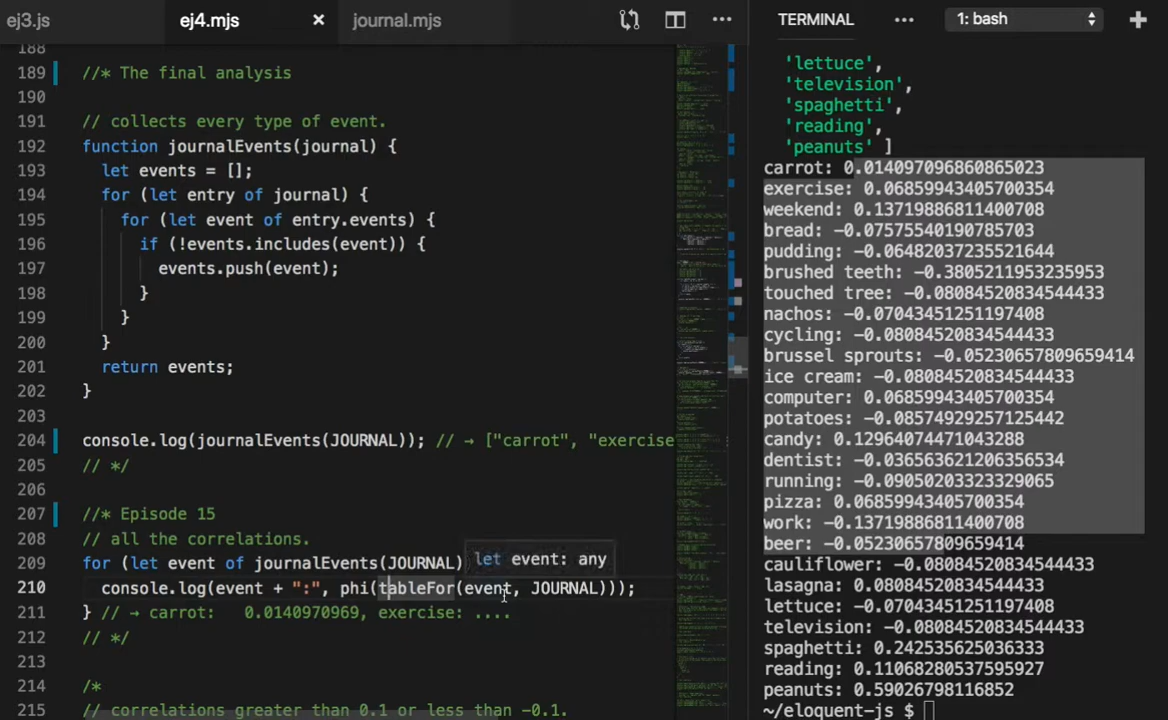 ej3.js ej4.mjs × journal.mjs ••• TERMINAL ••• 1: bash +
188
189 //* The final analysis
190
191 // collects every type of event.
192 function journalEvents(journal) {
193 let events = [];
194 for (let entry of journal) {
195 for (let event of entry.events) {
196 if (!events.includes(event)) {
197 events.push(event);
198 }
199 }
200 }
201 return events;
202 }
203
204 console.log(journalEvents(JOURNAL)); // → ["carrot", "exercise
205 // */
206
207 //* Episode 15
208 // all the correlations.
209 for (let event of journalEvents(JOURNAL)
let event: any
210 console.log(event + ":", phi(tableFor(event, JOURNAL)));
211 } // → carrot: 0.0140970969, exercise: ....
212 // */
213
214 /*
215 // correlations greater than 0.1 or less than -0.1.
'lettuce',
'television',
'spaghetti',
'reading',
'peanuts' ]
carrot: 0.014097096860865023
exercise: 0.06859943405700354
weekend: 0.13719886811400708
bread: -0.07575540190785703
pudding: -0.06482037235521644
brushed teeth: -0.3805211953235953
touched tree: -0.08084520834544433
nachos: -0.07043451251197408
cycling: -0.08084520834544433
brussel sprouts: -0.05230657809659414
ice cream: -0.08084520834544433
computer: 0.06859943405700354
potatoes: -0.08574929257125442
candy: 0.12964074471043288
dentist: -0.036563621206356534
running: -0.09050203323329065
pizza: 0.06859943405700354
work: -0.13719886811400708
beer: -0.05230657809659414
cauliflower: -0.08084520834544433
lasagna: 0.08084520834544433
lettuce: -0.07043451251197408
television: -0.08084520834544433
spaghetti: 0.242535625036333
reading: 0.11068280537595927
peanuts: 0.59026798116852
~/eloquent-js $